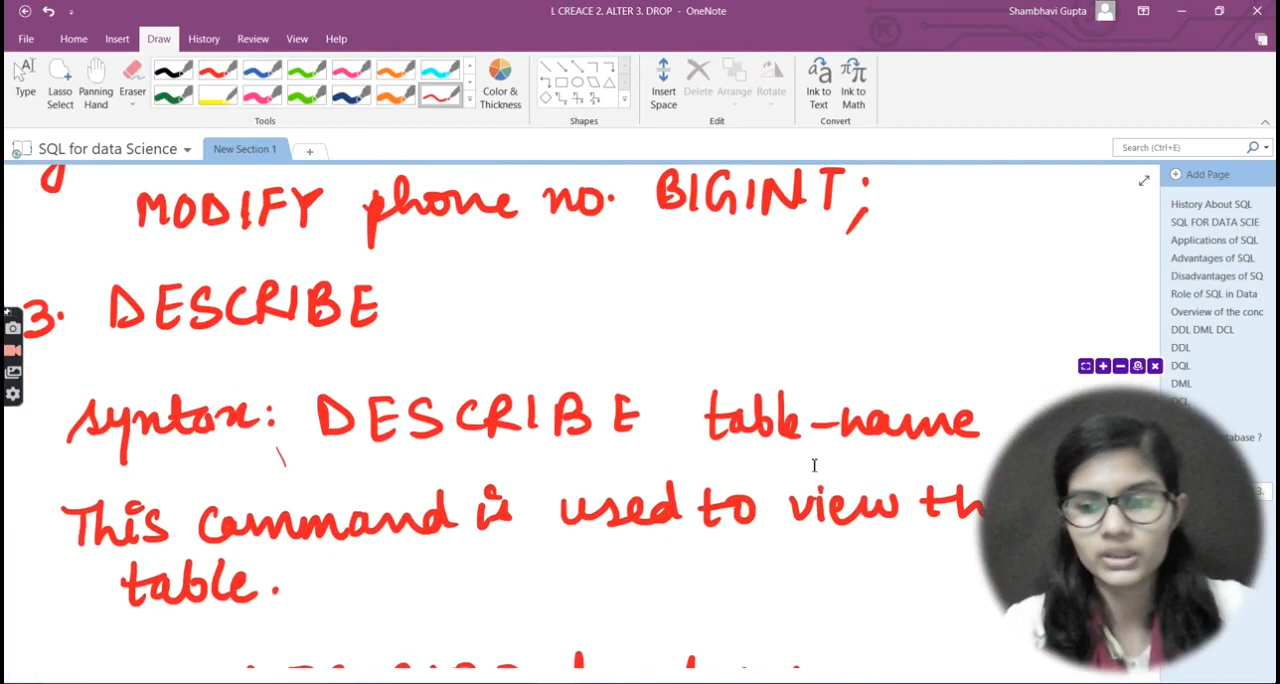 L CREACE 2. ALTER 3. DROP - OneNote
Shambhavi Gupta
File Home Insert Draw History Review View Help
Type
Lasso Select
Panning Hand
Eraser
Color & Thickness
Insert Space
Delete
Arrange
Rotate
Ink to Text
Ink to Math
Tools
Shapes
Edit
Convert
SQL for data Science
New Section 1
Search (Ctrl+E)
Add Page
History About SQL
SQL FOR DATA SCIE
Applications of SQL
Advantages of SQL
Disadvantages of SQ
Role of SQL in Data
Overview of the conc
DDL DML DCL
DDL
DQL
DML
MODIFY phone no. BIGINT;
3. DESCRIBE
syntax: DESCRIBE table-name
This command is used to view th
table.